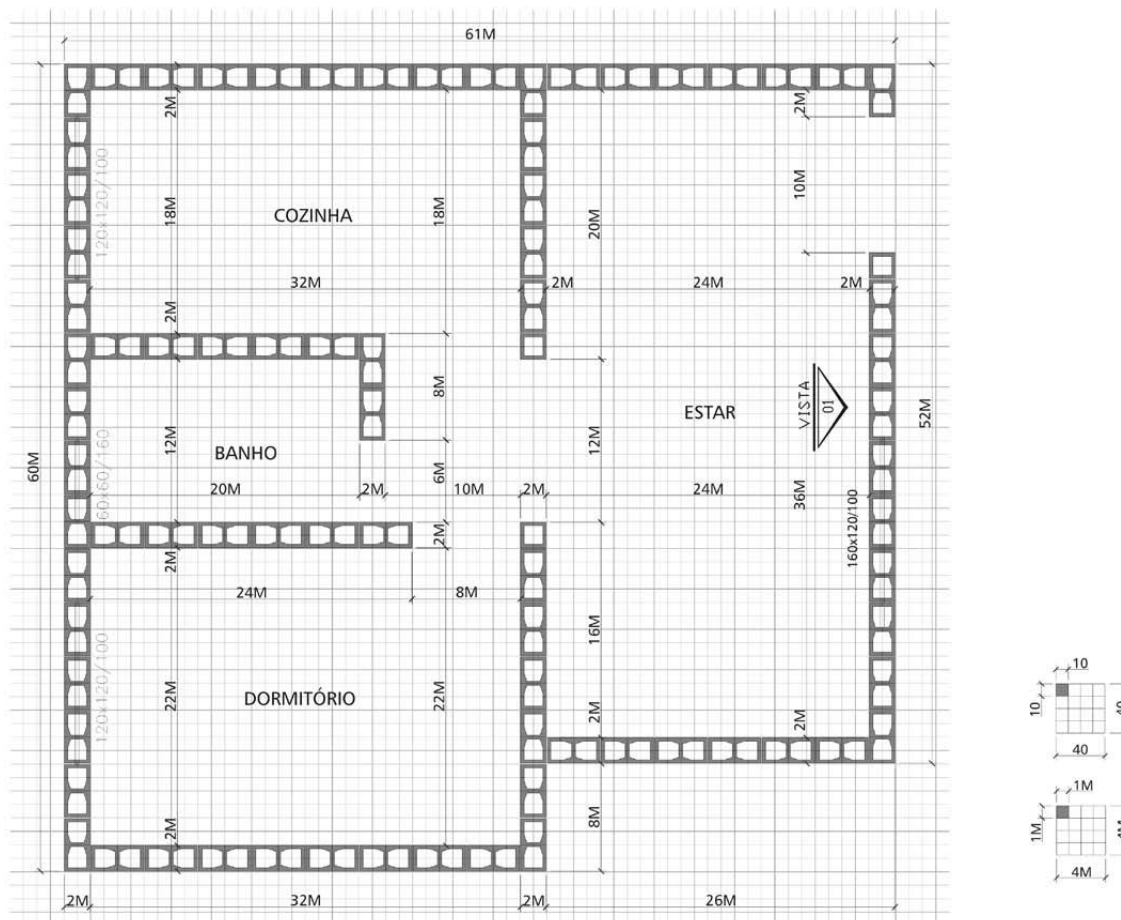 61M
2M
2M
120x120/100
18M
COZINHA
18M
20M
10M
32M
2M
24M
2M
2M
8M
ESTAR
VISTA
01
52M
60M
60x60/160
12M
BANHO
12M
6M
20M
2M
10M
2M
24M
36M
160x120/100
2M
2M
24M
8M
16M
120x120/100
22M
DORMITÓRIO
22M
2M
2M
2M
8M
2M
32M
2M
26M
10
10
40
40
1M
1M
4M
4M